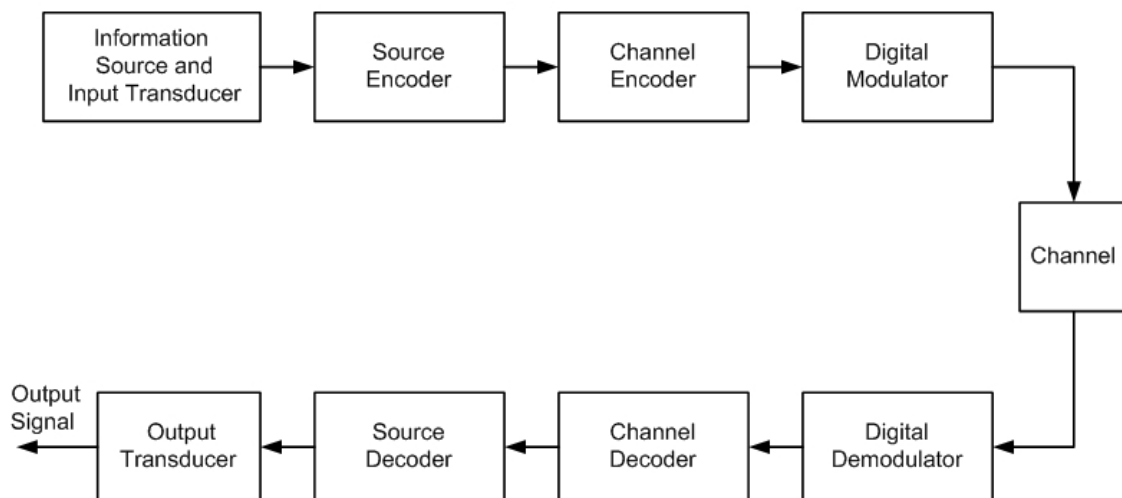 Information
Source and
Input Transducer
Source
Encoder
Channel
Encoder
Digital
Modulator
Channel
Output
Signal
Output
Transducer
Source
Decoder
Channel
Decoder
Digital
Demodulator